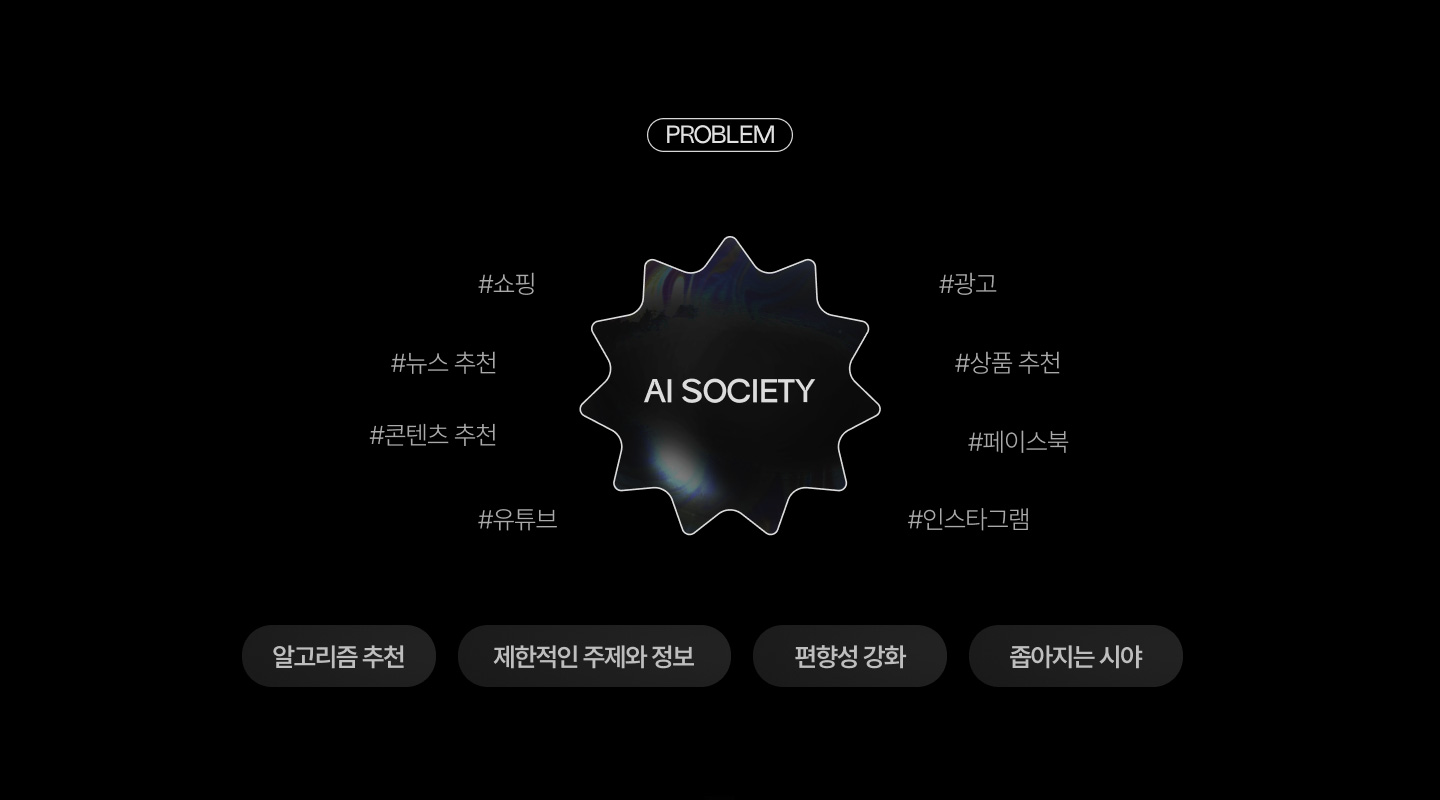 PROBLEM
#쇼핑
#광고
#뉴스 추천
#상품 추천
AI SOCIETY
#콘텐츠 추천
#페이스북
#유튜브
#인스타그램
알고리즘 추천
제한적인 주제와 정보
편향성 강화
좁아지는 시야